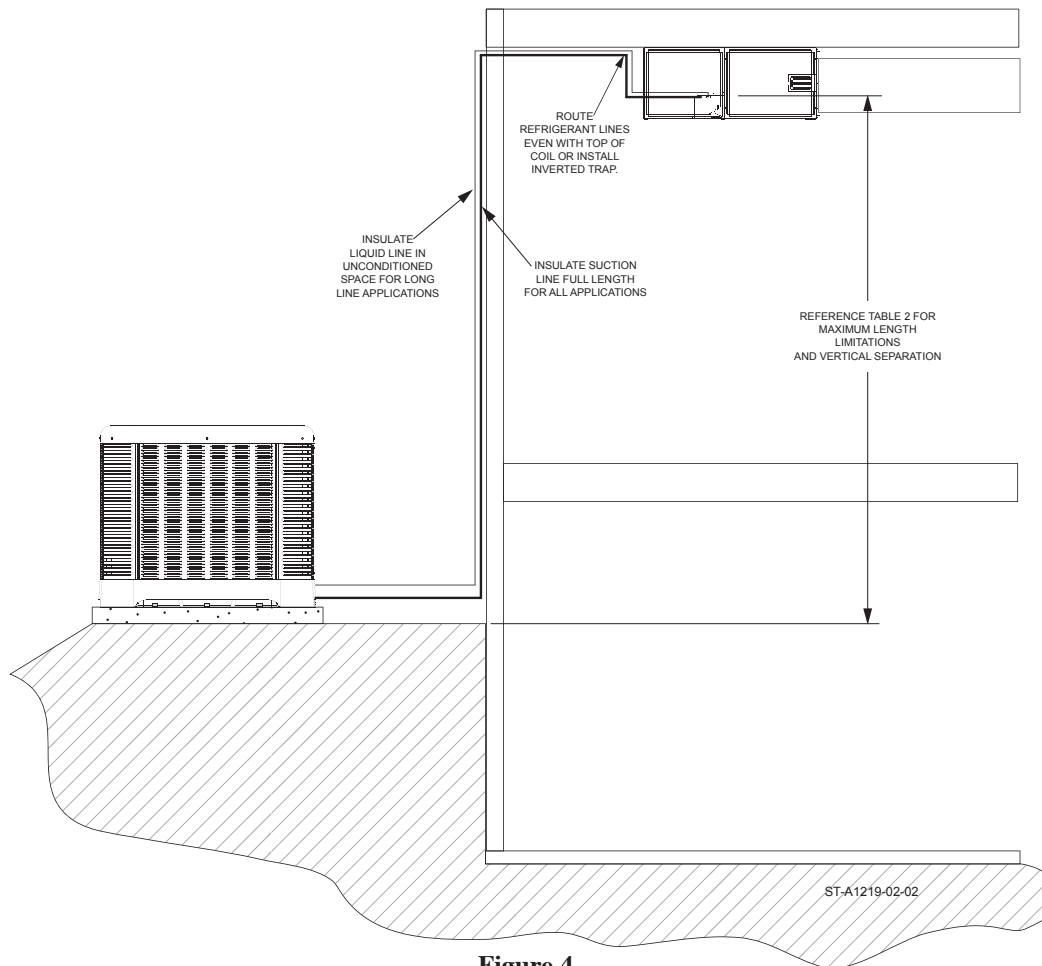 ROUTE
REFRIGERANT LINES
EVEN WITH TOP OF
COIL OR INSTALL
INVERTED TRAP.
INSULATE
LIQUID LINE IN
UNCONDITIONED
SPACE FOR LONG
LINE APPLICATIONS
INSULATE SUCTION
LINE FULL LENGTH
FOR ALL APPLICATIONS
REFERENCE TABLE 2 FOR
MAXIMUM LENGTH
LIMITATIONS
AND VERTICAL SEPARATION
ST-A1219-02-02
Figure 4